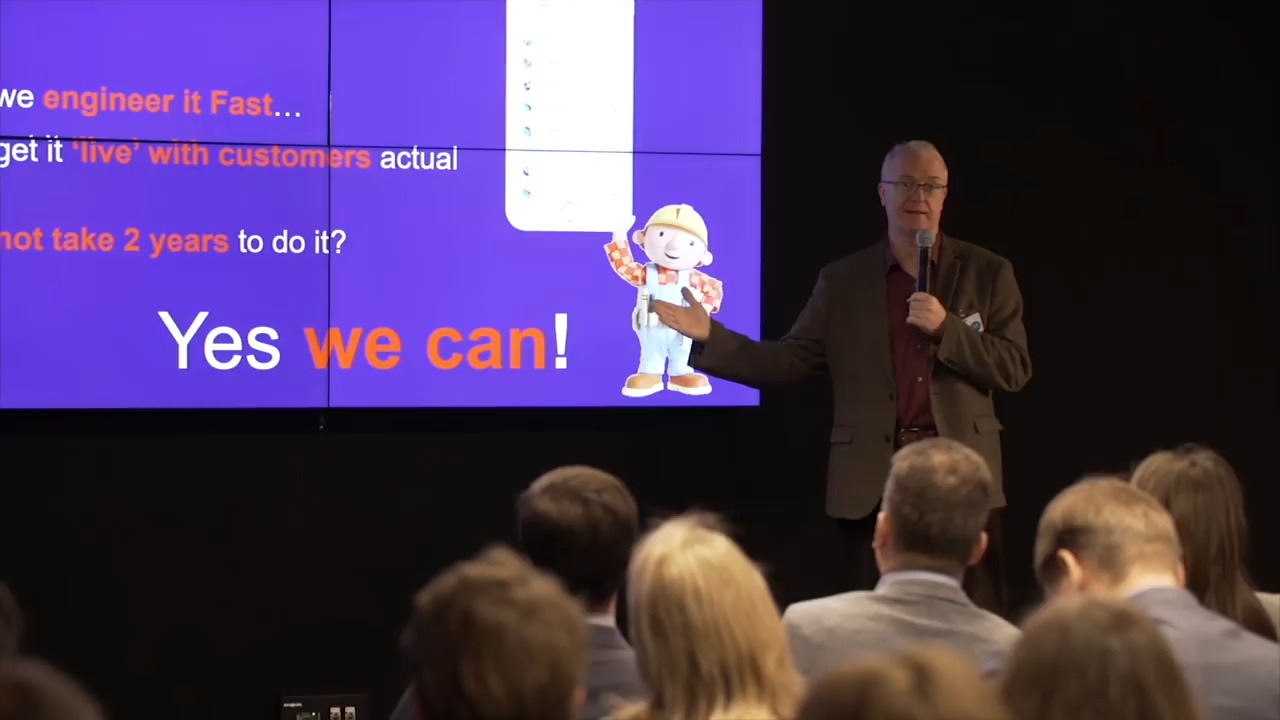 we engineer it Fast...
get it 'live' with customers actual
not take 2 years to do it?
Yes we can!